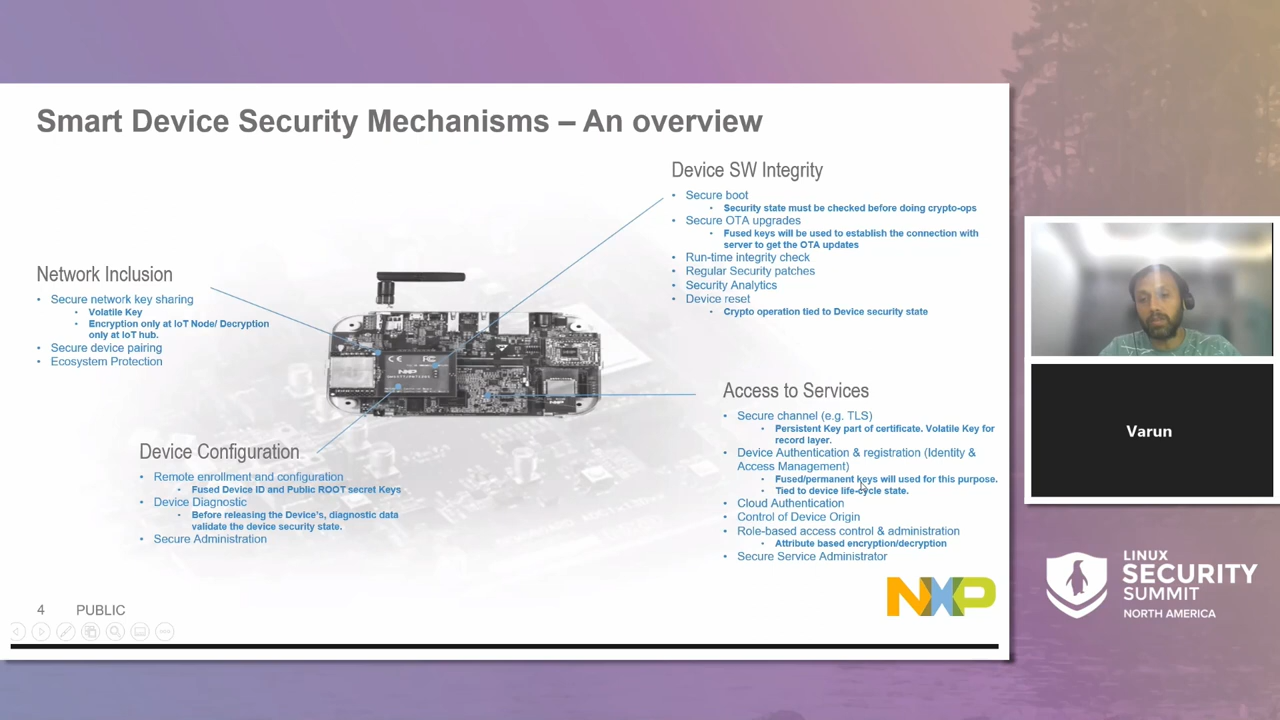 Smart Device Security Mechanisms – An overview
Device SW Integrity
• Secure boot
• Security state must be checked before doing crypto-ops
• Secure OTA upgrades
• Fused keys will be used to establish the connection with
server to get the OTA updates
• Run-time integrity check
• Regular Security patches
• Security Analytics
• Device reset
• Crypto operation tied to Device security state
Network Inclusion
• Secure network key sharing
• Volatile Key
• Encryption only at IoT Node/ Decryption
only at IoT hub.
• Secure device pairing
• Ecosystem Protection
Access to Services
• Secure channel (e.g. TLS)
• Persistent Key part of certificate. Volatile Key for
record layer.
• Device Authentication & registration (Identity &
Access Management)
• Fused/permanent keys will used for this purpose.
• Tied to device life-cycle state.
• Cloud Authentication
• Control of Device Origin
• Role-based access control & administration
• Attribute based encryption/decryption
• Secure Service Administrator
Device Configuration
• Remote enrollment and configuration
• Fused Device ID and Public ROOT secret Keys
• Device Diagnostic
• Before releasing the Device's, diagnostic data
validate the device security state.
• Secure Administration
CE FC
NXP
NXP
4 PUBLIC
NXP
Varun
LINUX
SECURITY
SUMMIT
NORTH AMERICA